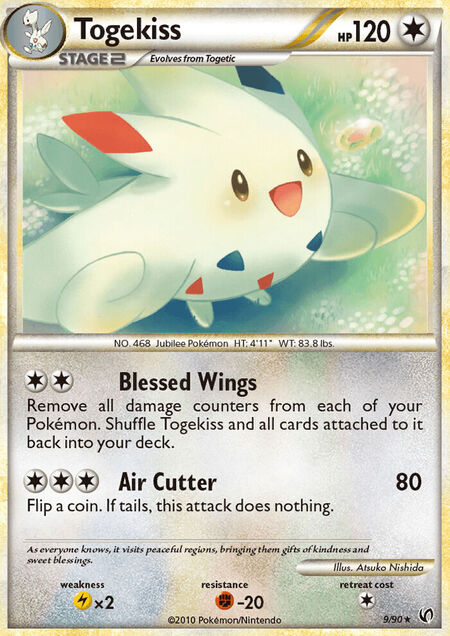 Togekiss HP 120
STAGE 2 Evolves from Togetic
NO. 468 Jubilee Pokémon HT: 4'11" WT: 83.8 lbs.
Blessed Wings
Remove all damage counters from each of your
Pokémon. Shuffle Togekiss and all cards attached to it
back into your deck.
Air Cutter 80
Flip a coin. If tails, this attack does nothing.
As everyone knows, it visits peaceful regions, bringing them gifts of kindness and
sweet blessings.
Illus. Atsuko Nishida
weakness resistance retreat cost
×2 -20
©2010 Pokémon/Nintendo 9/90★